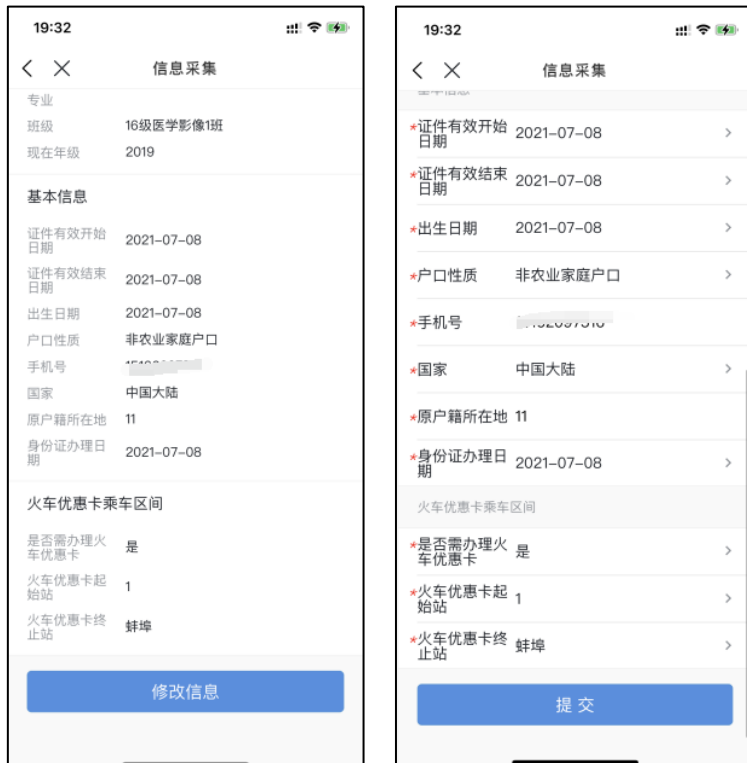 19:32
信息采集
专业
班级 16级医学影像1班
现在年级 2019
基本信息
证件有效开始
日期 2021-07-08
证件有效结束
日期 2021-07-08
出生日期 2021-07-08
户口性质 非农业家庭户口
手机号
国家 中国大陆
原户籍所在地 11
身份证办理日
期 2021-07-08
火车优惠卡乘车区间
是否需办理火
车优惠卡 是
火车优惠卡起
始站 1
火车优惠卡终
止站 蚌埠
修改信息
19:32
信息采集
基本信息
*证件有效开始
日期 2021-07-08
*证件有效结束
日期 2021-07-08
*出生日期 2021-07-08
*户口性质 非农业家庭户口
*手机号
*国家 中国大陆
*原户籍所在地 11
*身份证办理日
期 2021-07-08
火车优惠卡乘车区间
*是否需办理火
车优惠卡 是
*火车优惠卡起
始站 1
*火车优惠卡终
止站 蚌埠
提交